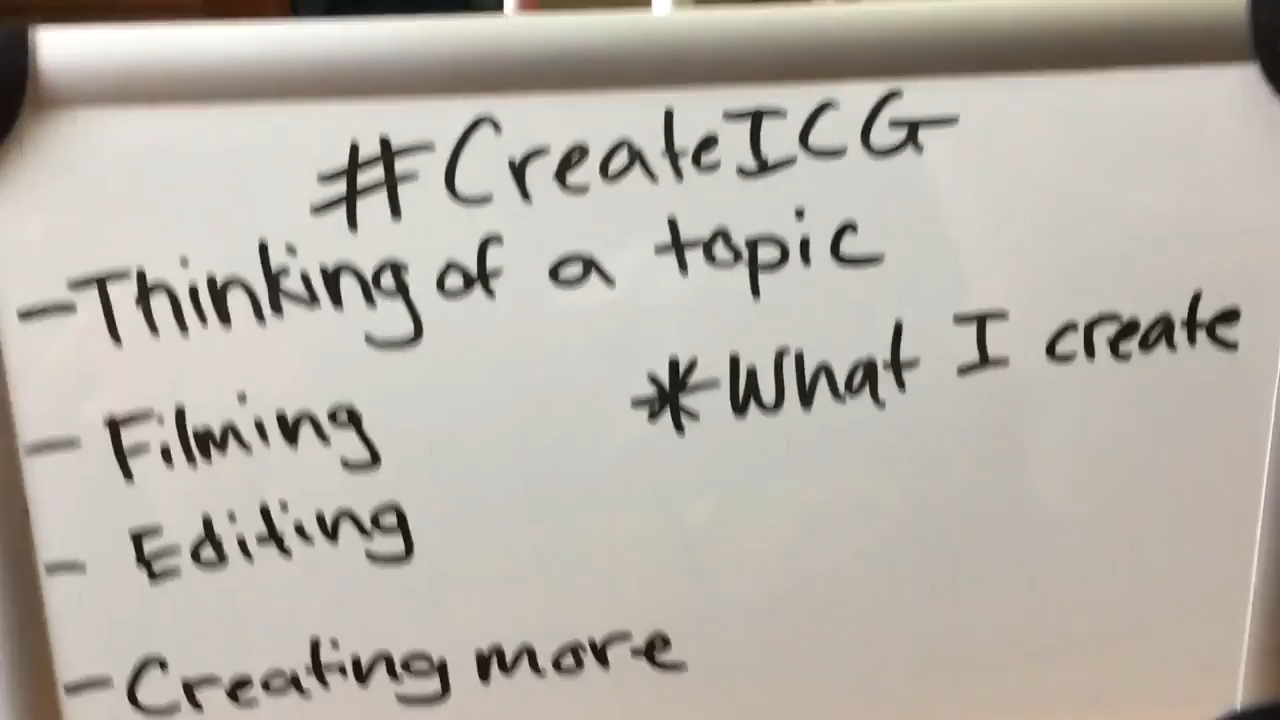 #CreateICG
-Thinking of a topic
*What I create
- Filming
- Editing
- Creating more